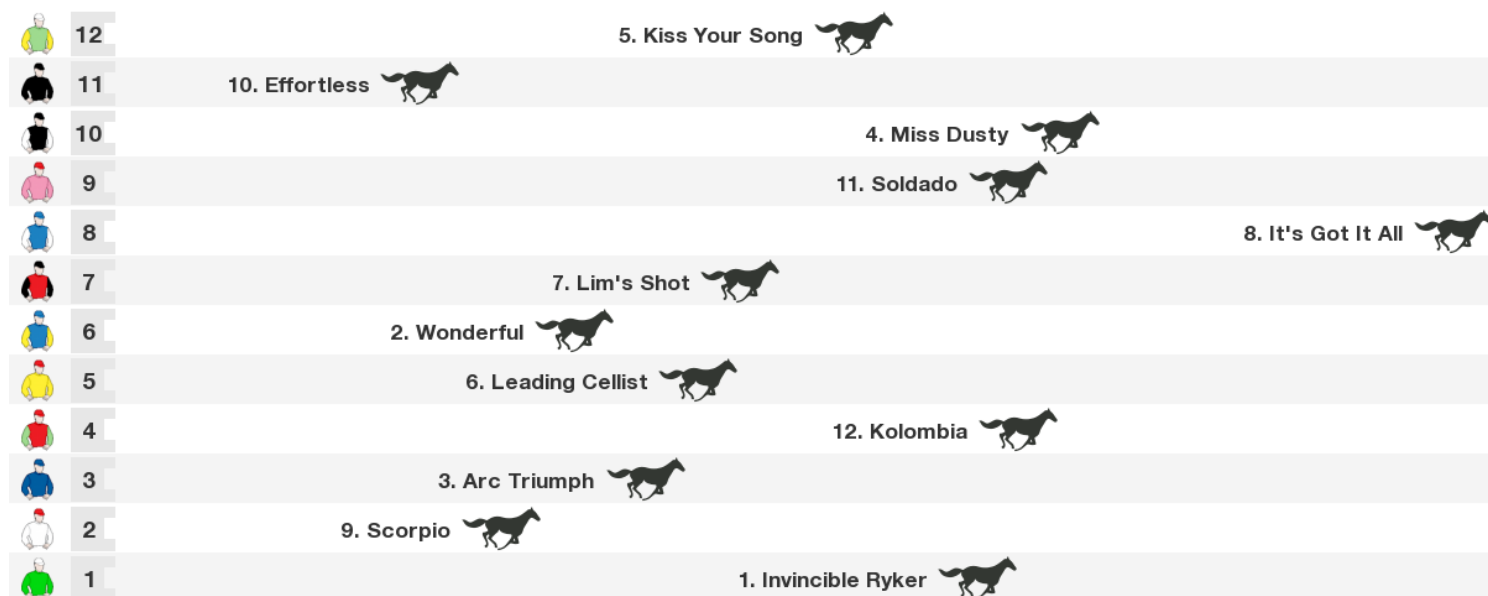 12 5. Kiss Your Song
11 10. Effortless
10 4. Miss Dusty
9 11. Soldado
8 8. It's Got It All
7 7. Lim's Shot
6 2. Wonderful
5 6. Leading Cellist
4 12. Kolombia
3 3. Arc Triumph
2 9. Scorpio
1 1. Invincible Ryker